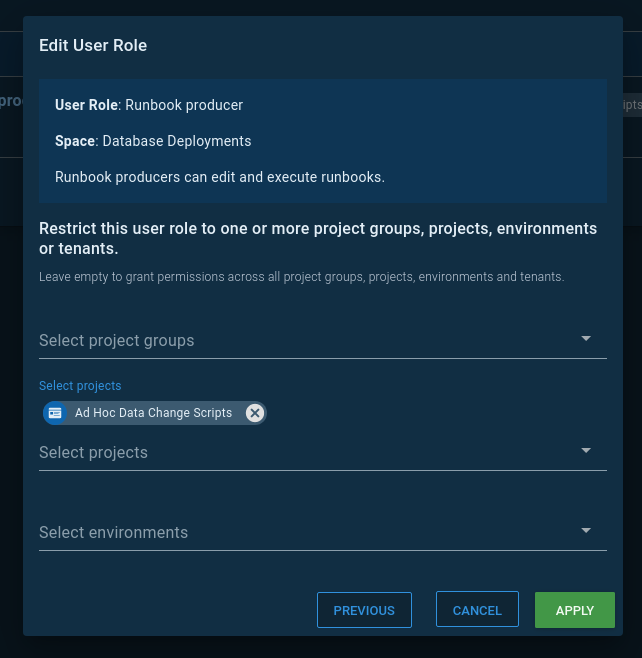 Edit User Role
User Role: Runbook producer
Space: Database Deployments
Runbook producers can edit and execute runbooks.
Restrict this user role to one or more project groups, projects, environments
or tenants.
Leave empty to grant permissions across all project groups, projects, environments and tenants.
Select project groups
Select projects
Ad Hoc Data Change Scripts
Select projects
Select environments
PREVIOUS
CANCEL
APPLY